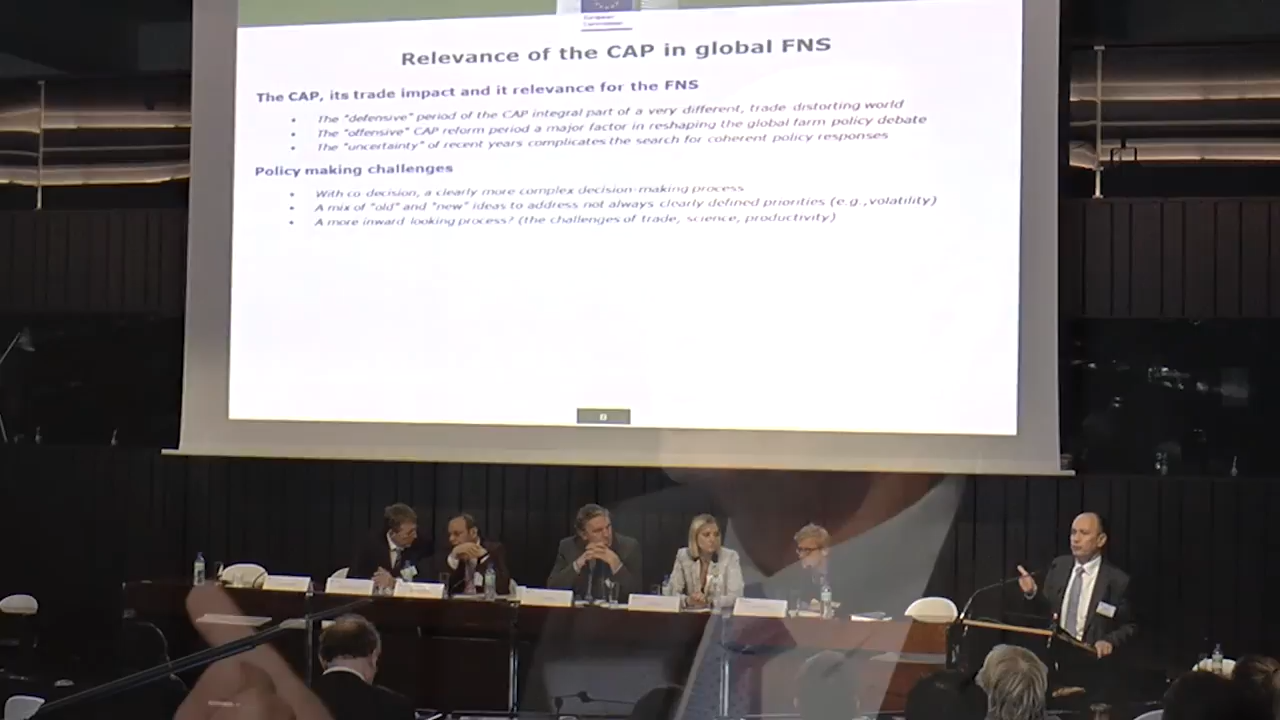 European
Commission
Relevance of the CAP in global FNS
The CAP, its trade impact and it relevance for the FNS
• The "defensive" period of the CAP integral part of a very different, trade distorting world
• The "offensive" CAP reform period a major factor in reshaping the global farm policy debate
• The "uncertainty" of recent years complicates the search for coherent policy responses
Policy making challenges
• With co decision, a clearly more complex decision-making process
• A mix of "old" and "new" ideas to address not always clearly defined priorities (e.g.,volatility)
• A more inward looking process? (the challenges of trade, science, productivity)